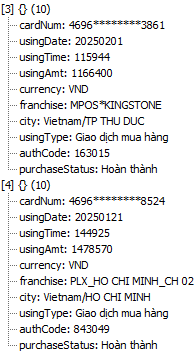 [3] {} (10)
cardNum: 4696********3861
usingDate: 20250201
usingTime: 115944
usingAmt: 1166400
currency: VND
franchise: MPOS*KINGSTONE
city: Vietnam/TP THU DUC
usingType: Giao dịch mua hàng
authCode: 163015
purchaseStatus: Hoàn thành
[4] {} (10)
cardNum: 4696********8524
usingDate: 20250121
usingTime: 144925
usingAmt: 1478570
currency: VND
franchise: PLX_HO CHI MINH_CH 02
city: Vietnam/HO CHI MINH
usingType: Giao dịch mua hàng
authCode: 843049
purchaseStatus: Hoàn thành